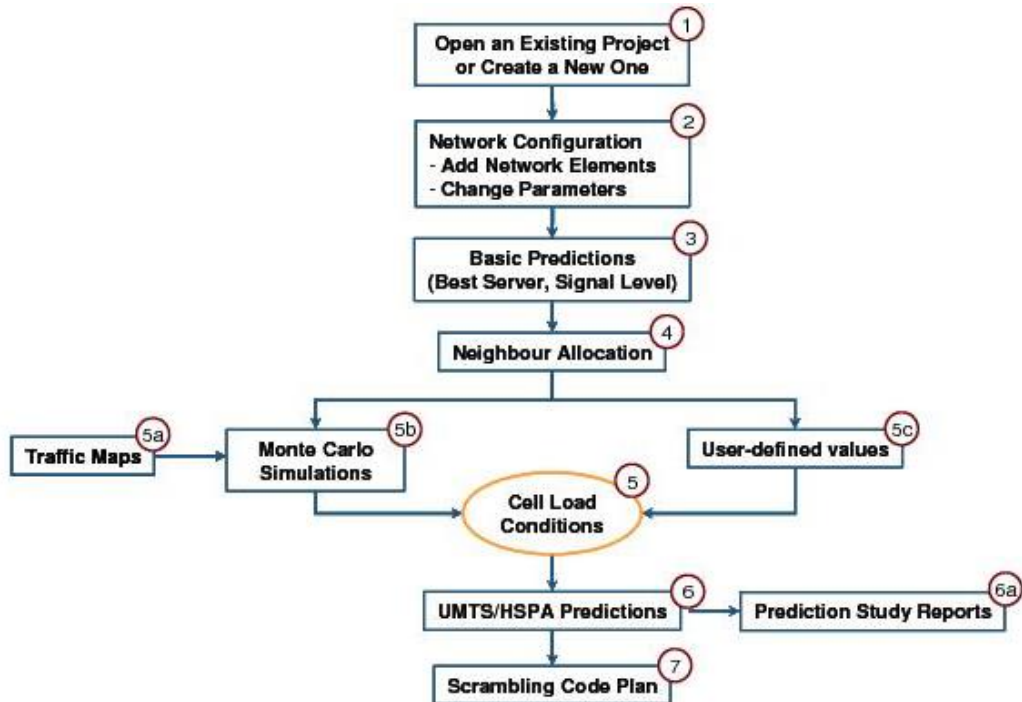 1
Open an Existing Project
or Create a New One
2
Network Configuration
- Add Network Elements
- Change Parameters
3
Basic Predictions
(Best Server, Signal Level)
4
Neighbour Allocation
5a
Traffic Maps
5b
Monte Carlo
Simulations
5c
User-defined values
5
Cell Load
Conditions
6
UMTS/HSPA Predictions
6a
Prediction Study Reports
7
Scrambling Code Plan